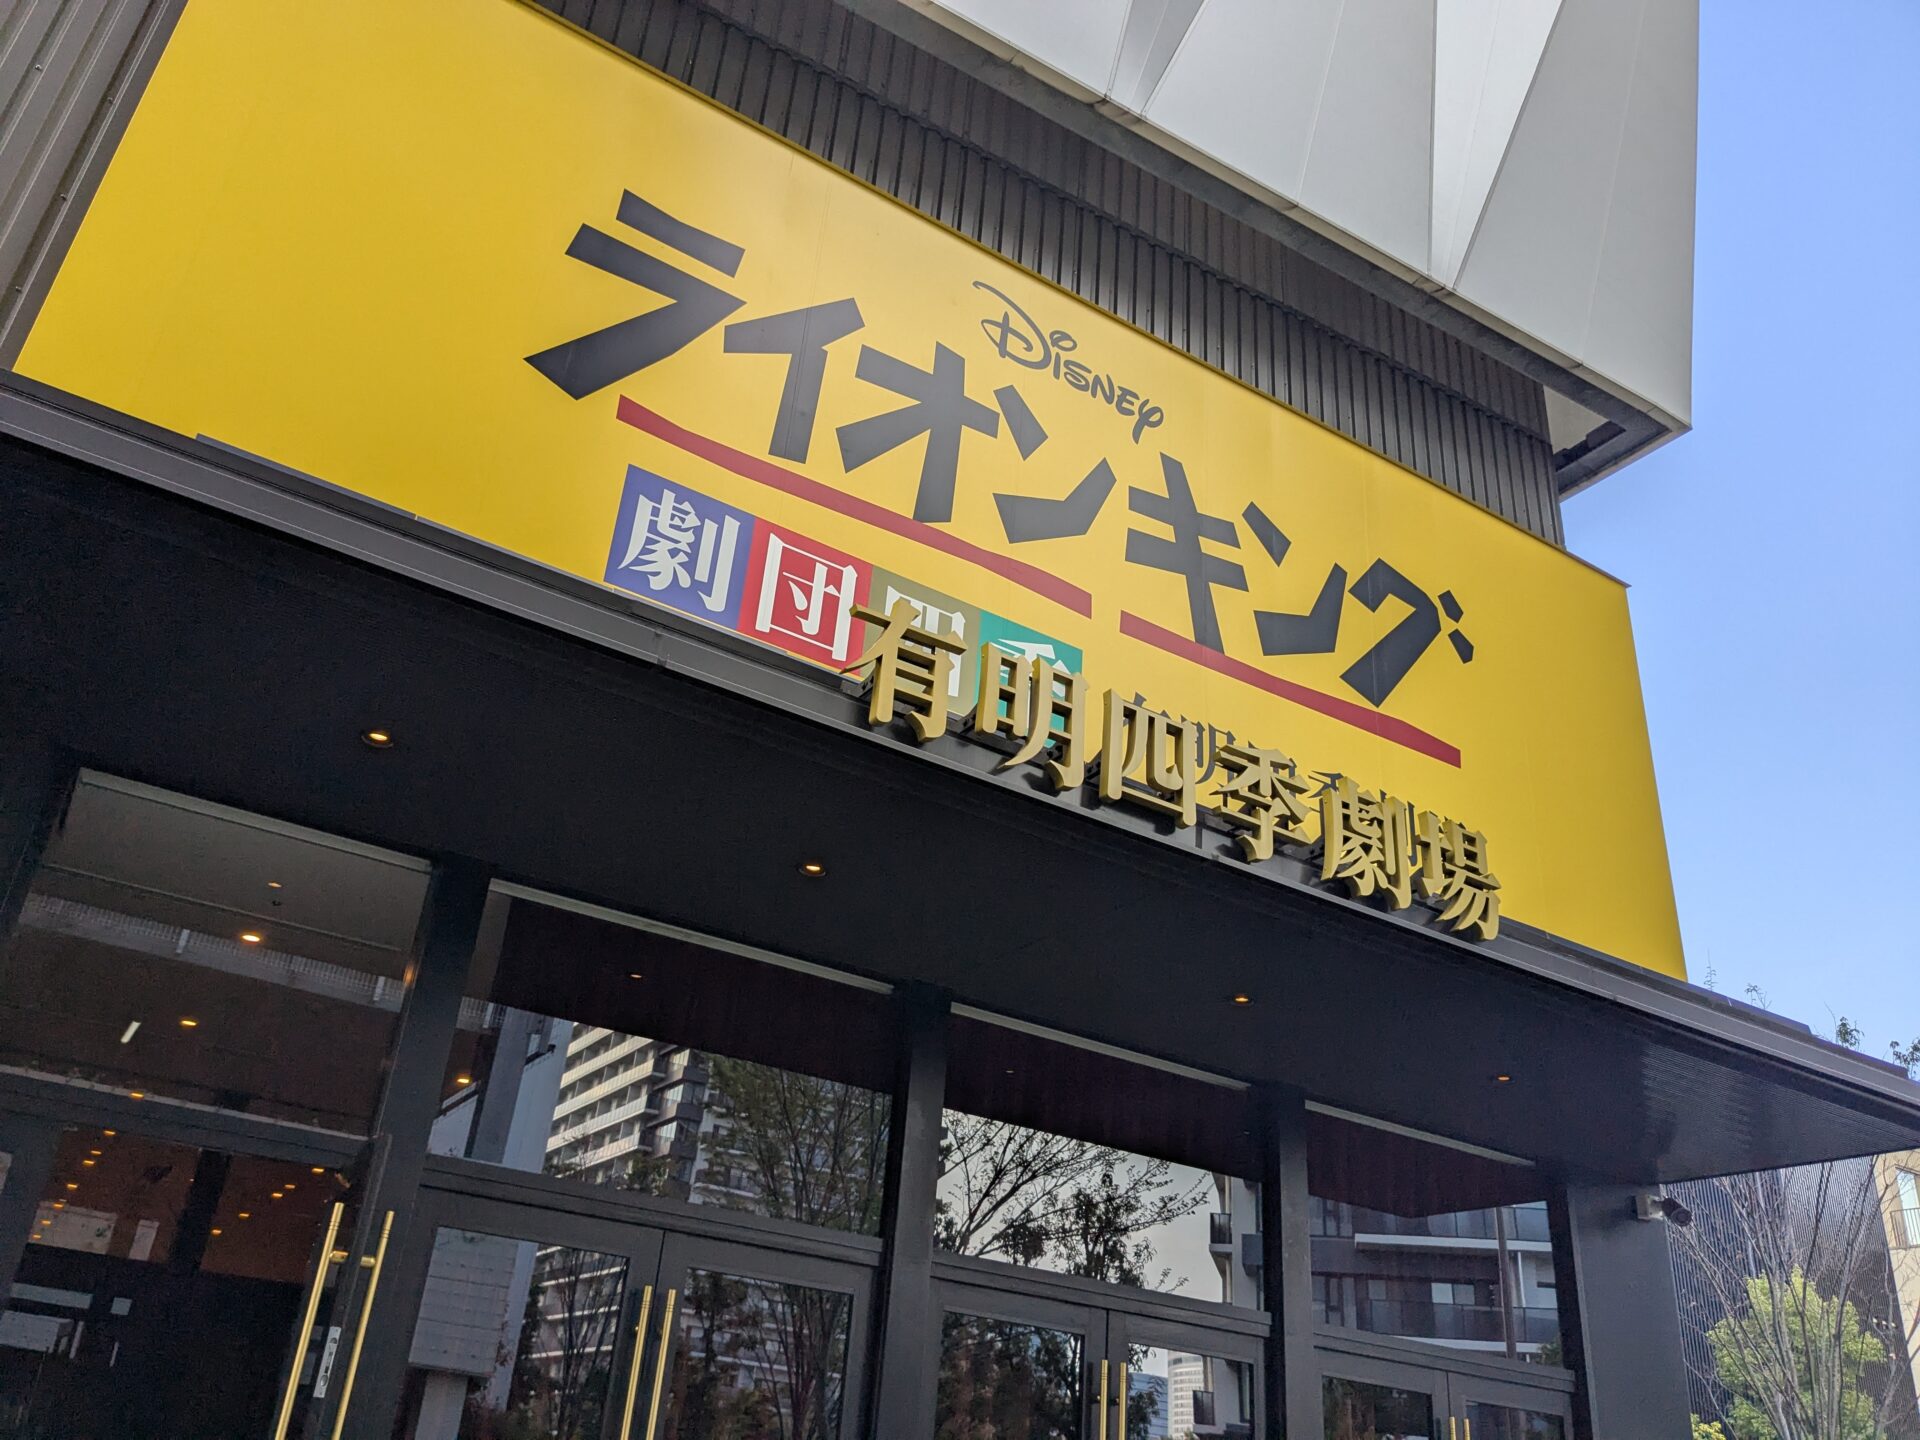 Disney
ライオンキング
劇団四季
有明四季劇場